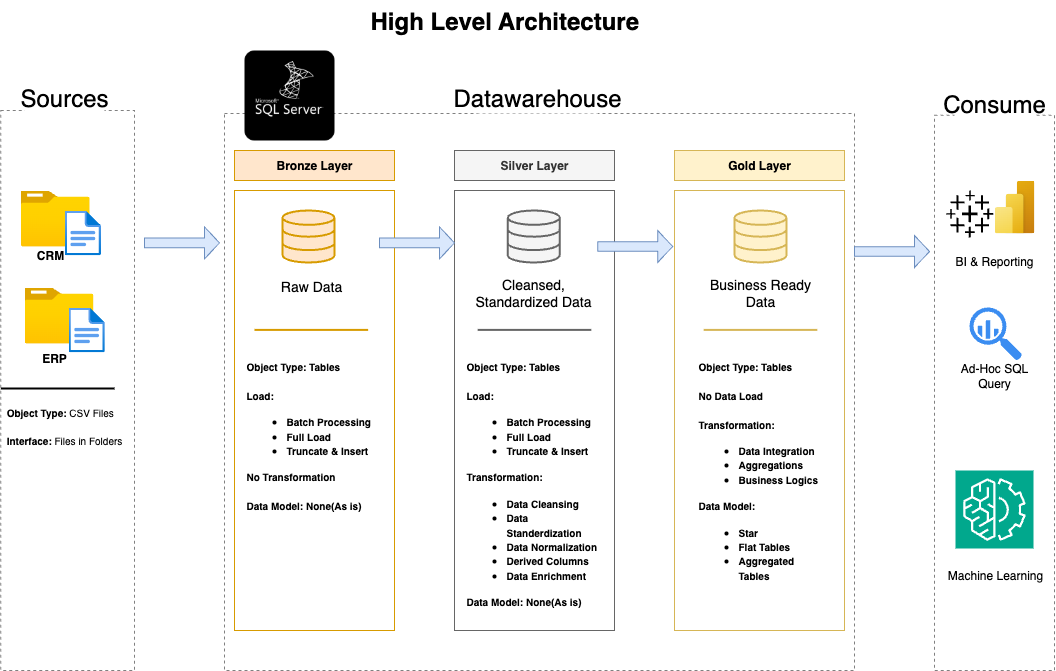 High Level Architecture
Sources
CRM
ERP
Object Type: CSV Files
Interface: Files in Folders
Microsoft®
SQL Server
Datawarehouse
Bronze Layer
Raw Data
Object Type: Tables
Load:
• Batch Processing
• Full Load
• Truncate & Insert
No Transformation
Data Model: None(As is)
Silver Layer
Cleansed,
Standardized Data
Object Type: Tables
Load:
• Batch Processing
• Full Load
• Truncate & Insert
Transformation:
• Data Cleansing
• Data
Standerdization
• Data Normalization
• Derived Columns
• Data Enrichment
Data Model: None(As is)
Gold Layer
Business Ready
Data
Object Type: Tables
No Data Load
Transformation:
• Data Integration
• Aggregations
• Business Logics
Data Model:
• Star
• Flat Tables
• Aggregated
Tables
Consume
BI & Reporting
Ad-Hoc SQL
Query
Machine Learning